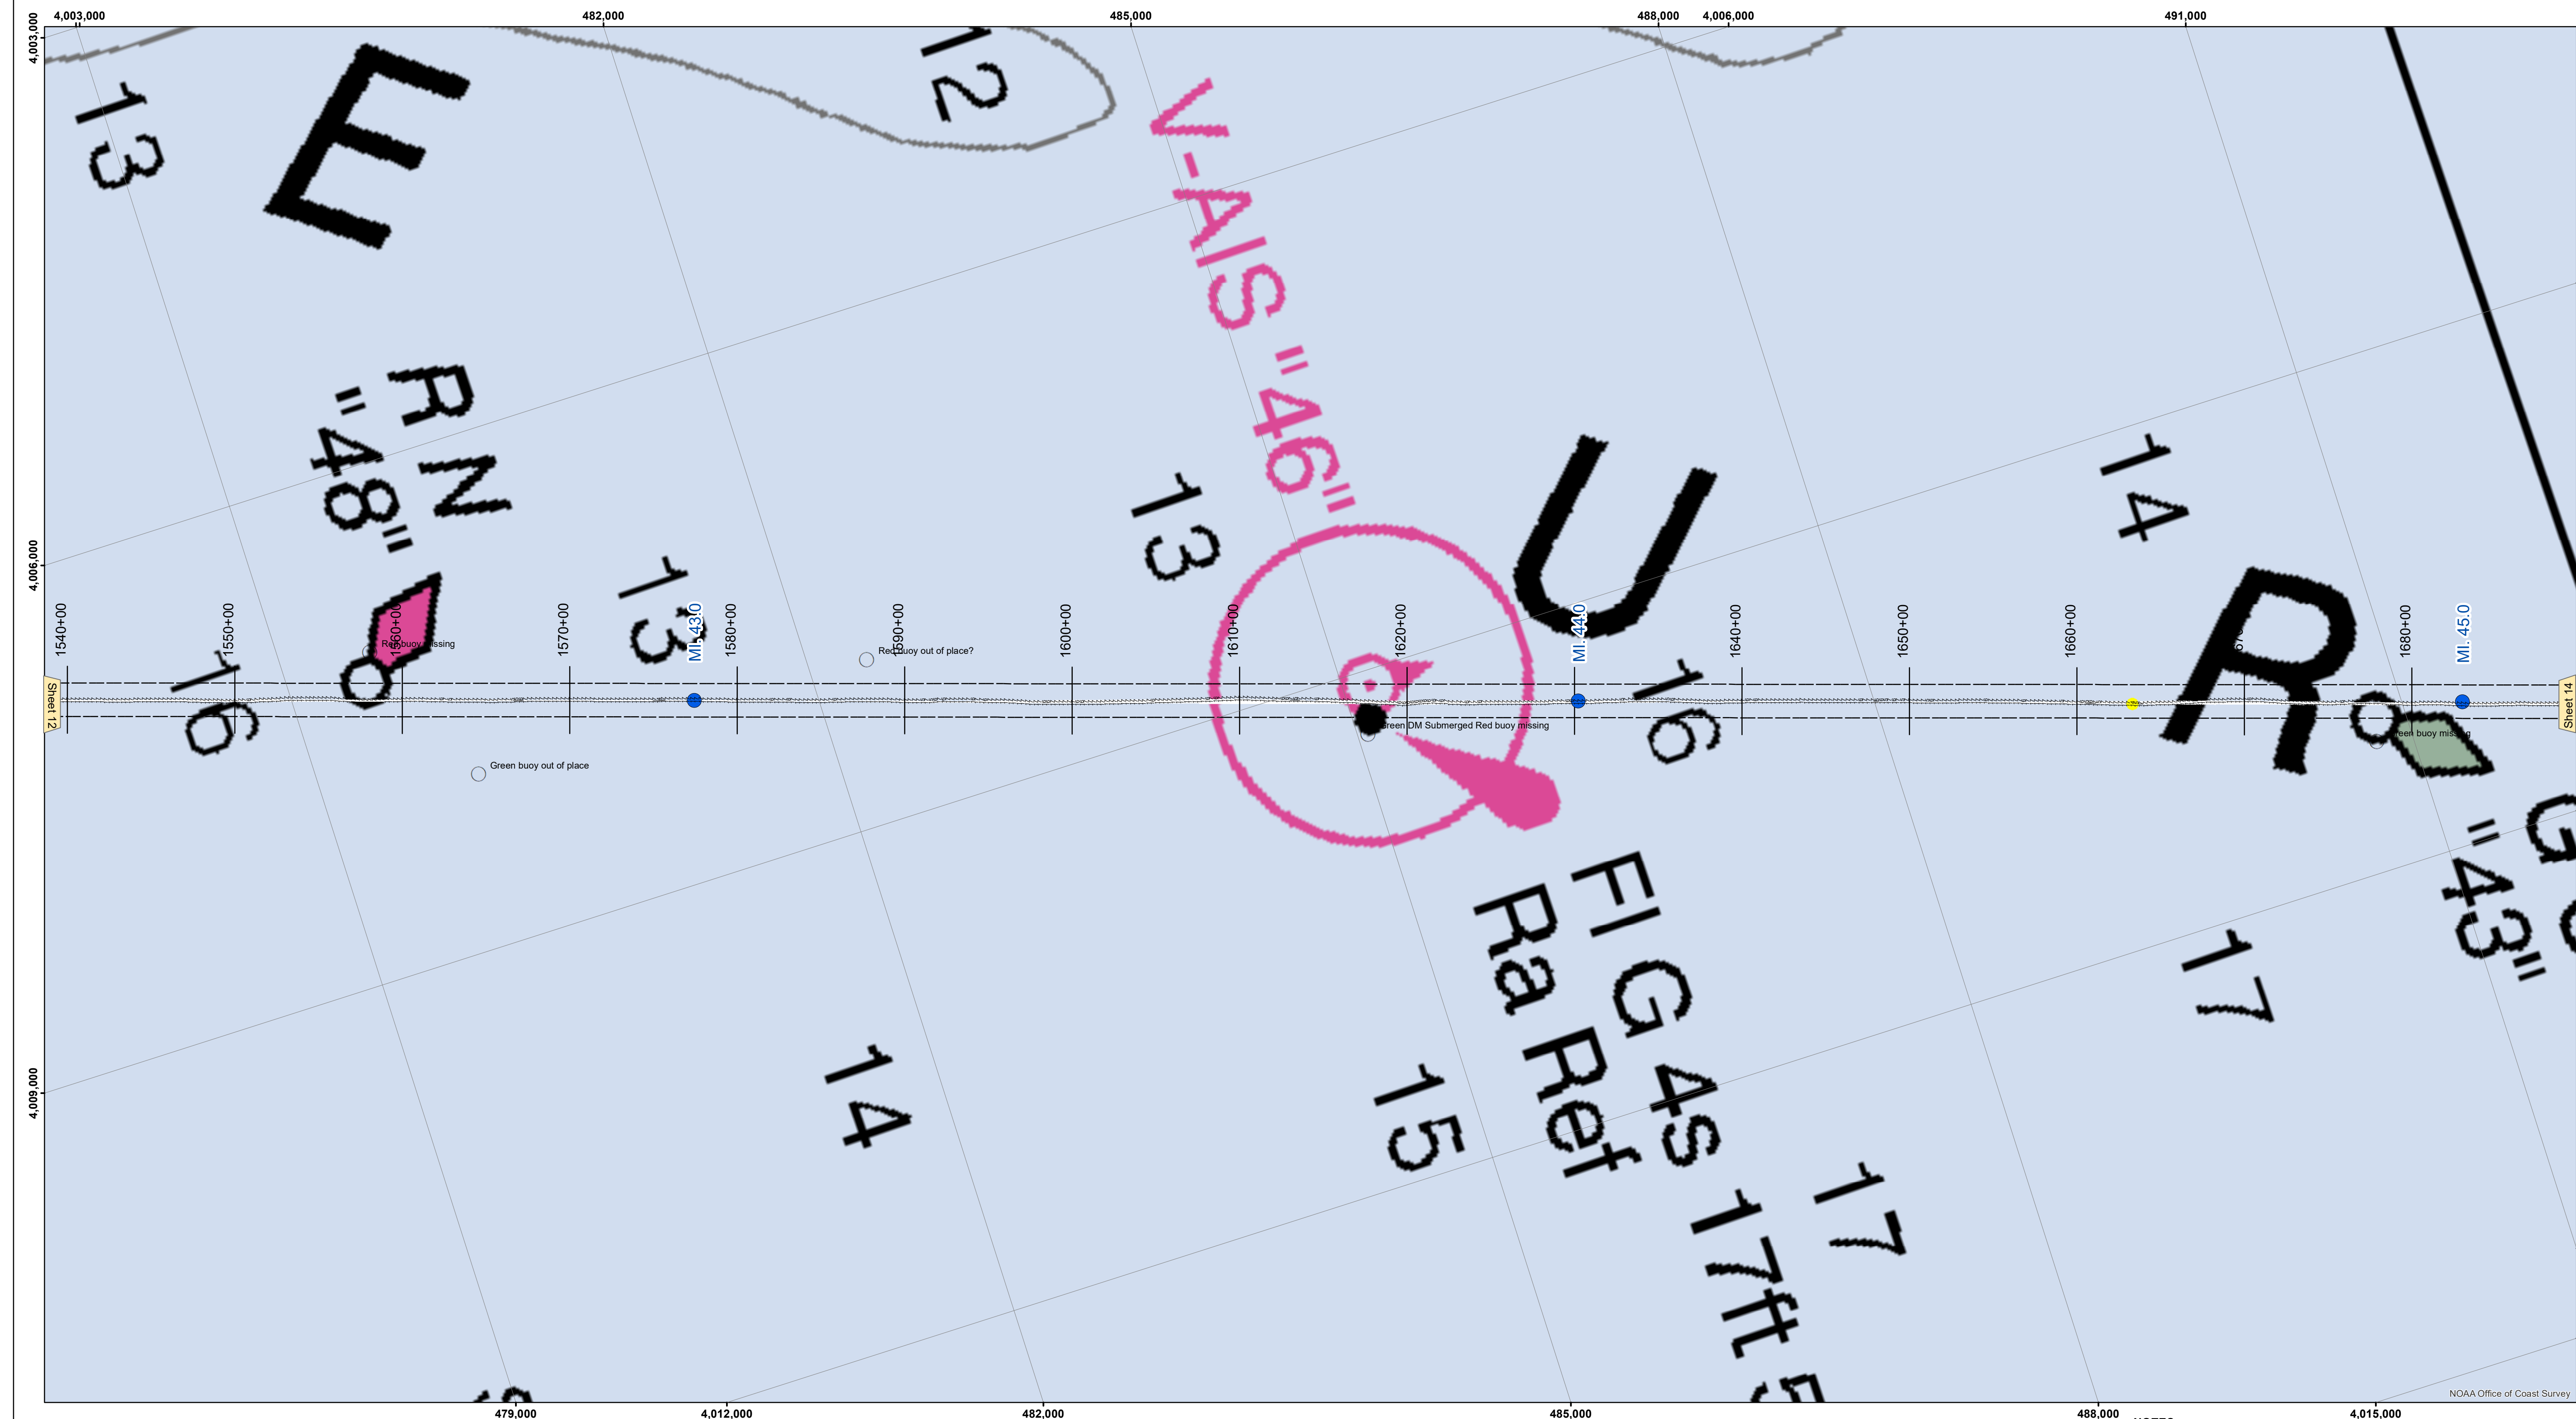 4,003,000 482,000 485,000 488,000 4,006,000 491,000
4,003,000
4,006,000
4,009,000
13
E
12
V-AIS "46"
R N
"48"
13
13
U
14
R
1540+00 1550+00 1560+00 1570+00 1580+00 1590+00 1600+00 1610+00 1620+00 1640+00 1650+00 1660+00 1680+00
MI. 43.0
MI. 44.0
MI. 45.0
Red buoy missing
Red buoy out of place?
Sheet 12
Sheet 14
16
16
Green DM Submerged Red buoy missing
Green buoy missing
Green buoy out of place
Fl G 4s 17ft 5
Ra Ref
"43"
G C
17
14
15
17
NOAA Office of Coast Survey
479,000 4,012,000 482,000 485,000 488,000 4,015,000